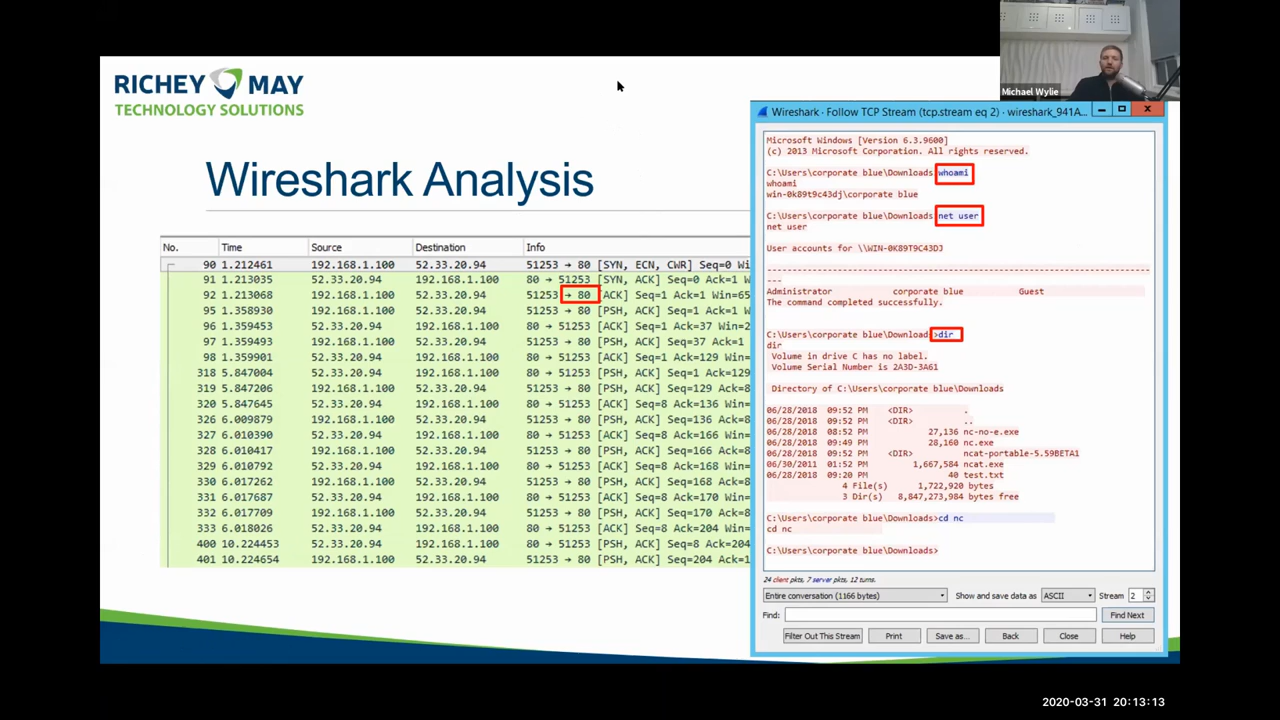 RICHEY MAY
TECHNOLOGY SOLUTIONS
Michael Wylie
Wireshark Analysis
No. Time Source Destination Info
90 1.212461 192.168.1.100 52.33.20.94 51253 → 80 [SYN, ECN, CWR] Seq=0 Wi
91 1.213035 52.33.20.94 192.168.1.100 80 → 51253 [SYN, ACK] Seq=0 Ack=1 W
92 1.213068 192.168.1.100 52.33.20.94 51253 → 80 [ACK] Seq=1 Ack=1 Win=65
95 1.358930 192.168.1.100 52.33.20.94 51253 → 80 [PSH, ACK] Seq=1 Ack=1 W
96 1.359453 52.33.20.94 192.168.1.100 80 → 51253 [ACK] Seq=1 Ack=37 Win=2
97 1.359493 192.168.1.100 52.33.20.94 51253 → 80 [PSH, ACK] Seq=37 Ack=1
98 1.359901 52.33.20.94 192.168.1.100 80 → 51253 [ACK] Seq=1 Ack=129 Win=
318 5.847004 52.33.20.94 192.168.1.100 80 → 51253 [PSH, ACK] Seq=1 Ack=129
319 5.847206 192.168.1.100 52.33.20.94 51253 → 80 [PSH, ACK] Seq=129 Ack=8
320 5.847645 52.33.20.94 192.168.1.100 80 → 51253 [ACK] Seq=8 Ack=136 Win=
326 6.009879 192.168.1.100 52.33.20.94 51253 → 80 [PSH, ACK] Seq=136 Ack=8
327 6.010390 52.33.20.94 192.168.1.100 80 → 51253 [ACK] Seq=8 Ack=166 Win=
328 6.010417 192.168.1.100 52.33.20.94 51253 → 80 [PSH, ACK] Seq=166 Ack=8
329 6.010792 52.33.20.94 192.168.1.100 80 → 51253 [ACK] Seq=8 Ack=168 Win=
330 6.017262 192.168.1.100 52.33.20.94 51253 → 80 [PSH, ACK] Seq=168 Ack=8
331 6.017687 52.33.20.94 192.168.1.100 80 → 51253 [ACK] Seq=8 Ack=170 Win=
332 6.017709 192.168.1.100 52.33.20.94 51253 → 80 [PSH, ACK] Seq=170 Ack=8
333 6.018026 52.33.20.94 192.168.1.100 80 → 51253 [ACK] Seq=8 Ack=204 Win=
400 10.224453 52.33.20.94 192.168.1.100 80 → 51253 [PSH, ACK] Seq=8 Ack=204
401 10.224654 192.168.1.100 52.33.20.94 51253 → 80 [PSH, ACK] Seq=204 Ack=1
Wireshark · Follow TCP Stream (tcp.stream eq 2) · wireshark_941A...
Microsoft Windows [Version 6.3.9600]
(c) 2013 Microsoft Corporation. All rights reserved.
C:\Users\corporate blue\Downloads whoami
whoami
win-0k89t9c43dj\corporate blue
C:\Users\corporate blue\Downloads net user
net user
User accounts for \\WIN-0K89T9C43DJ
-------------------------------------------------------------------------------
Administrator corporate blue Guest
The command completed successfully.
C:\Users\corporate blue\Downloads>dir
dir
Volume in drive C has no label.
Volume Serial Number is 2A3D-3A61
Directory of C:\Users\corporate blue\Downloads
06/28/2018 09:52 PM <DIR> .
06/28/2018 09:52 PM <DIR> ..
06/28/2018 08:52 PM 27,136 nc-no-e.exe
06/28/2018 09:49 PM 28,160 nc.exe
06/28/2018 09:52 PM <DIR> ncat-portable-5.59BETA1
06/30/2011 01:52 PM 1,667,584 ncat.exe
06/28/2018 09:20 PM 40 test.txt
4 File(s) 1,722,920 bytes
3 Dir(s) 8,847,273,984 bytes free
C:\Users\corporate blue\Downloads>cd nc
cd nc
C:\Users\corporate blue\Downloads>
24 client pkts, 7 server pkts, 12 turns.
Entire conversation (1166 bytes) Show and save data as ASCII Stream 2
Find: Find Next
Filter Out This Stream Print Save as... Back Close Help
2020-03-31 20:13:13